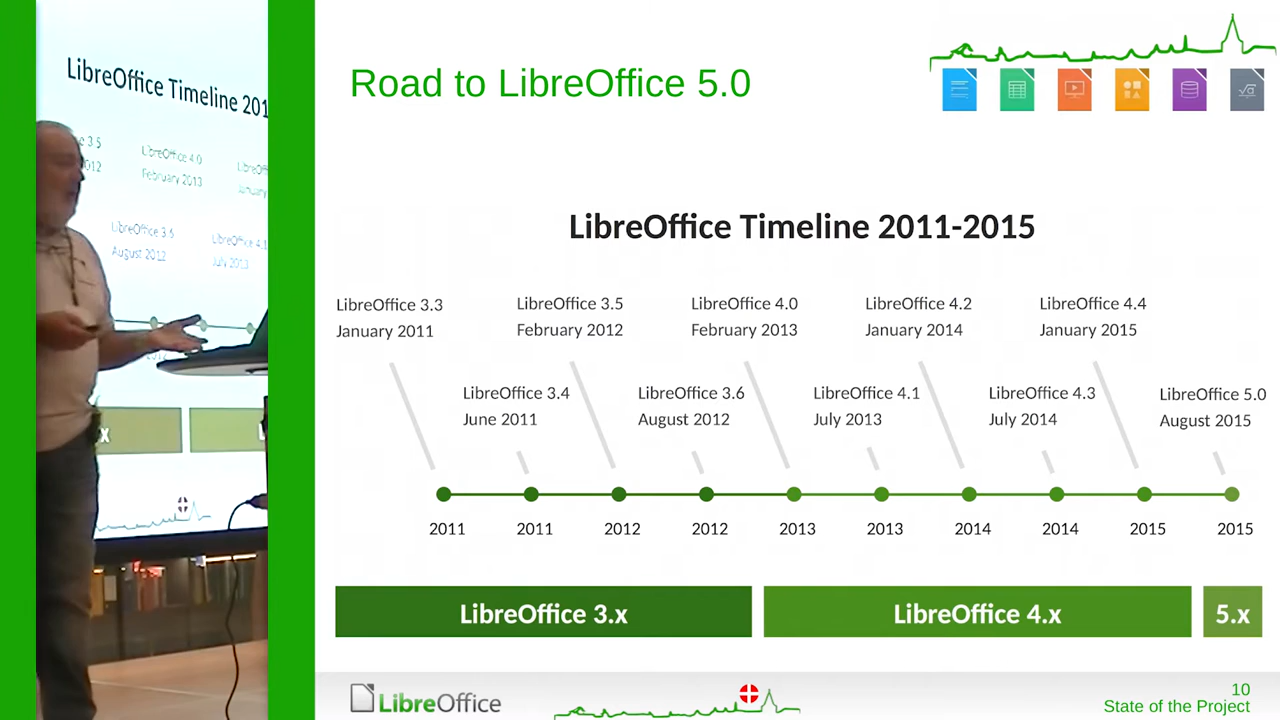 LibreOffice Timeline 201
e 3.5
012
LibreOffice 4.0
February 2013
LibreOff
January
LibreOffice 3.6
August 2012
LibreOffice 4.1
July 2013
x
Road to LibreOffice 5.0
LibreOffice Timeline 2011-2015
LibreOffice 3.3
January 2011
LibreOffice 3.5
February 2012
LibreOffice 4.0
February 2013
LibreOffice 4.2
January 2014
LibreOffice 4.4
January 2015
LibreOffice 3.4
June 2011
LibreOffice 3.6
August 2012
LibreOffice 4.1
July 2013
LibreOffice 4.3
July 2014
LibreOffice 5.0
August 2015
2011 2011 2012 2012 2013 2013 2014 2014 2015 2015
LibreOffice 3.x LibreOffice 4.x 5.x
LibreOffice
10
State of the Project